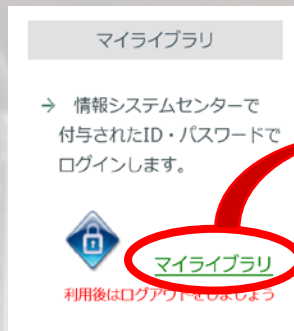 マイライブラリ
→ 情報システムセンターで
付与されたID・パスワードで
ログインします。
マイライブラリ
利用後はログアウトをしましょう